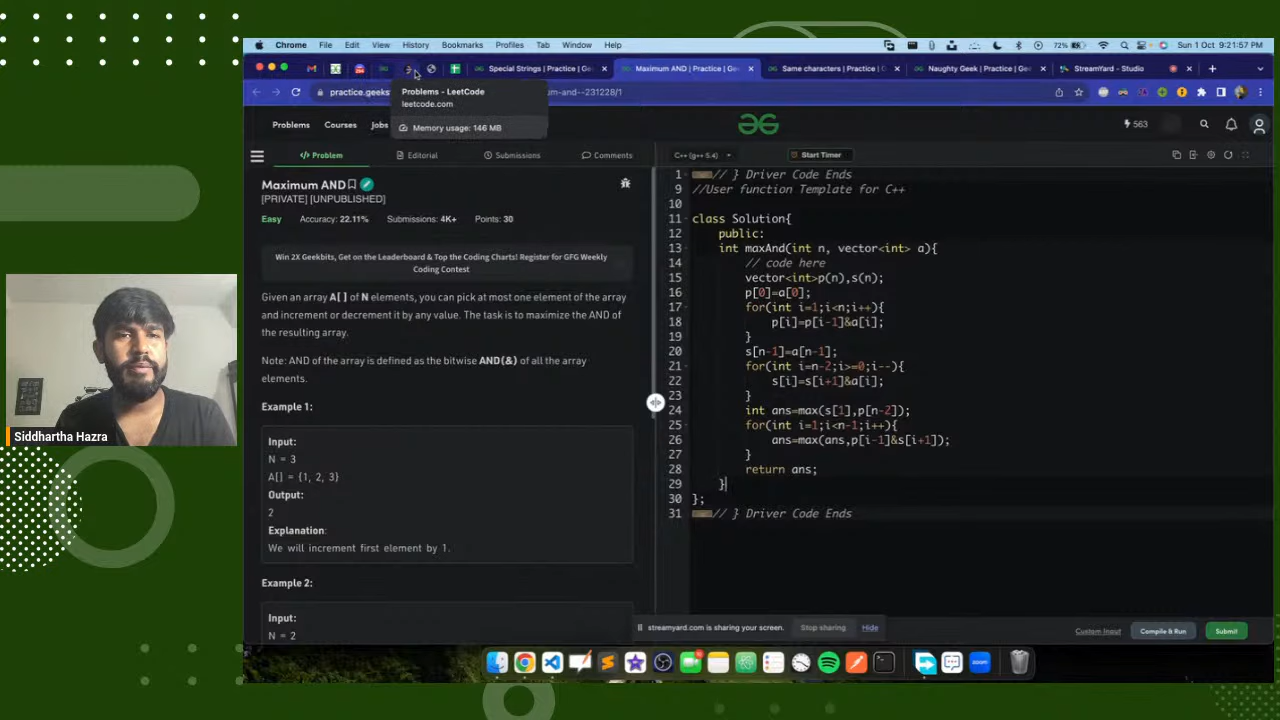 Chrome File Edit View History Bookmarks Profiles Tab Window Help
72% Sun 1 Oct 9:21:57 PM
Special Strings | Practice | Ge
Maximum AND | Practice | Gee
Same characters | Practice | G
Naughty Geek | Practice | Gee
StreamYard - Studio
practice.geeks
um-and--231228/1
Problems - LeetCode
leetcode.com
Memory usage: 146 MB
Problems Courses Jobs
563
Problem Editorial Submissions Comments
C++ (g++ 5.4) Start Timer
Maximum AND
[PRIVATE] [UNPUBLISHED]
Easy Accuracy: 22.11% Submissions: 4K+ Points: 30
Win 2X Geekbits, Get on the Leaderboard & Top the Coding Charts! Register for GFG Weekly
Coding Contest
Given an array A[ ] of N elements, you can pick at most one element of the array
and increment or decrement it by any value. The task is to maximize the AND of
the resulting array.
Note: AND of the array is defined as the bitwise AND(&) of all the array
elements.
Example 1:
Input:
N = 3
A[] = {1, 2, 3}
Output:
2
Explanation:
We will increment first element by 1.
Example 2:
Input:
N = 2
1 // } Driver Code Ends
9 //User function Template for C++
10
11 class Solution{
12 public:
13 int maxAnd(int n, vector<int> a){
14 // code here
15 vector<int>p(n),s(n);
16 p[0]=a[0];
17 for(int i=1;i<n;i++){
18 p[i]=p[i-1]&a[i];
19 }
20 s[n-1]=a[n-1];
21 for(int i=n-2;i>=0;i--){
22 s[i]=s[i+1]&a[i];
23 }
24 int ans=max(s[1],p[n-2]);
25 for(int i=1;i<n-1;i++){
26 ans=max(ans,p[i-1]&s[i+1]);
27 }
28 return ans;
29 }
30 };
31 // } Driver Code Ends
streamyard.com is sharing your screen. Stop sharing Hide
Custom Input Compile & Run Submit
Siddhartha Hazra
zoom